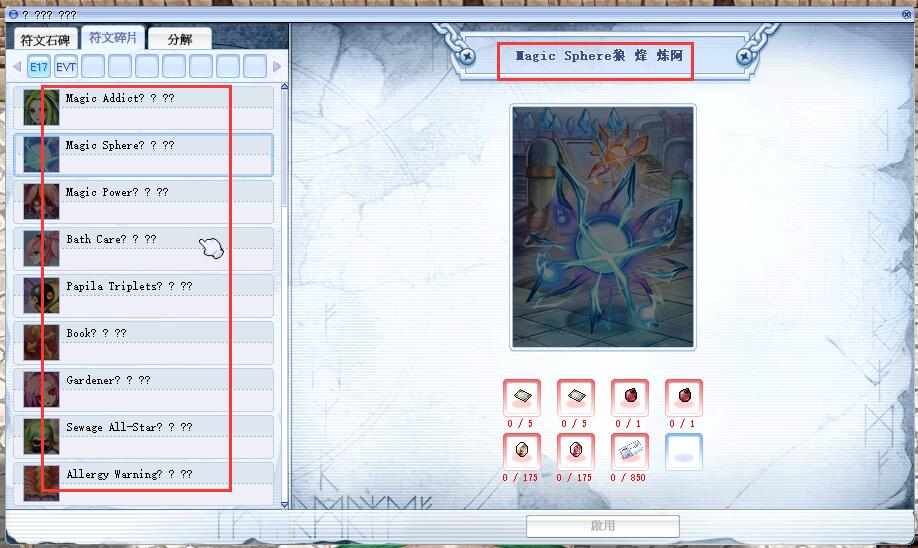 ? ??? ???
符文石碑 符文碎片 分解
E17 EVT
Magic Addict? ? ??
Magic Sphere? ? ??
Magic Power? ? ??
Bath Care? ? ??
Papila Triplets? ? ??
Book? ? ??
Gardener? ? ??
Sewage All-Star? ? ??
Allergy Warning? ? ??
Magic Sphere狼 烽 炼阿
0 / 5 0 / 5 0 / 1 0 / 1
0 / 175 0 / 175 0 / 850
啟用